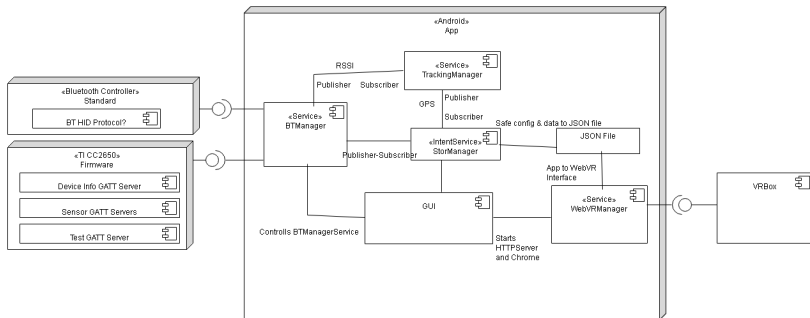 «Android»
App
«Bluetooth Controller»
Standard
BT HID Protocol?
«TI CC2650»
Firmware
Device Info GATT Server
Sensor GATT Servers
Test GATT Server
«Service»
BTManager
RSSI
Publisher
Subscriber
«Service»
TrackingManager
GPS
Publisher
Subscriber
Publisher-Subscriber
«IntentService»
StorManager
Safe config & data to JSON file
JSON File
App to WebVR
Interface
GUI
Controlls BTManagerService
Starts
HTTPServer
and Chrome
«Service»
WebVRManager
VRBox